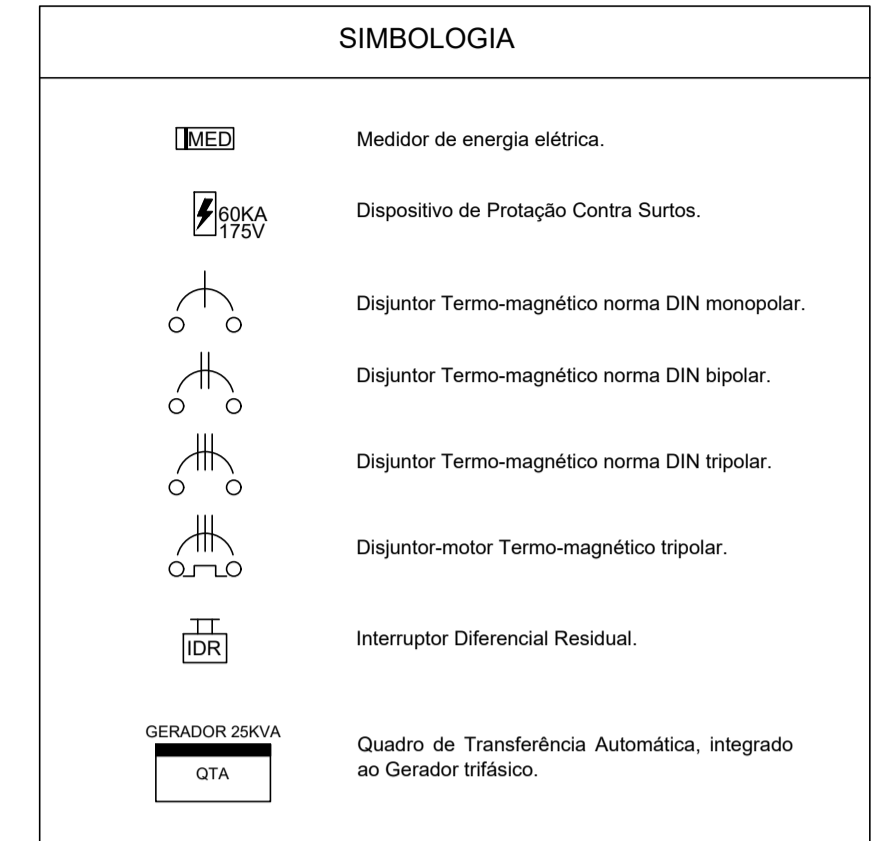 SIMBOLOGIA
MED
Medidor de energia elétrica.
60KA
175V
Dispositivo de Protação Contra Surtos.
Disjuntor Termo-magnético norma DIN monopolar.
Disjuntor Termo-magnético norma DIN bipolar.
Disjuntor Termo-magnético norma DIN tripolar.
Disjuntor-motor Termo-magnético tripolar.
IDR
Interruptor Diferencial Residual.
GERADOR 25KVA
QTA
Quadro de Transferência Automática, integrado
ao Gerador trifásico.